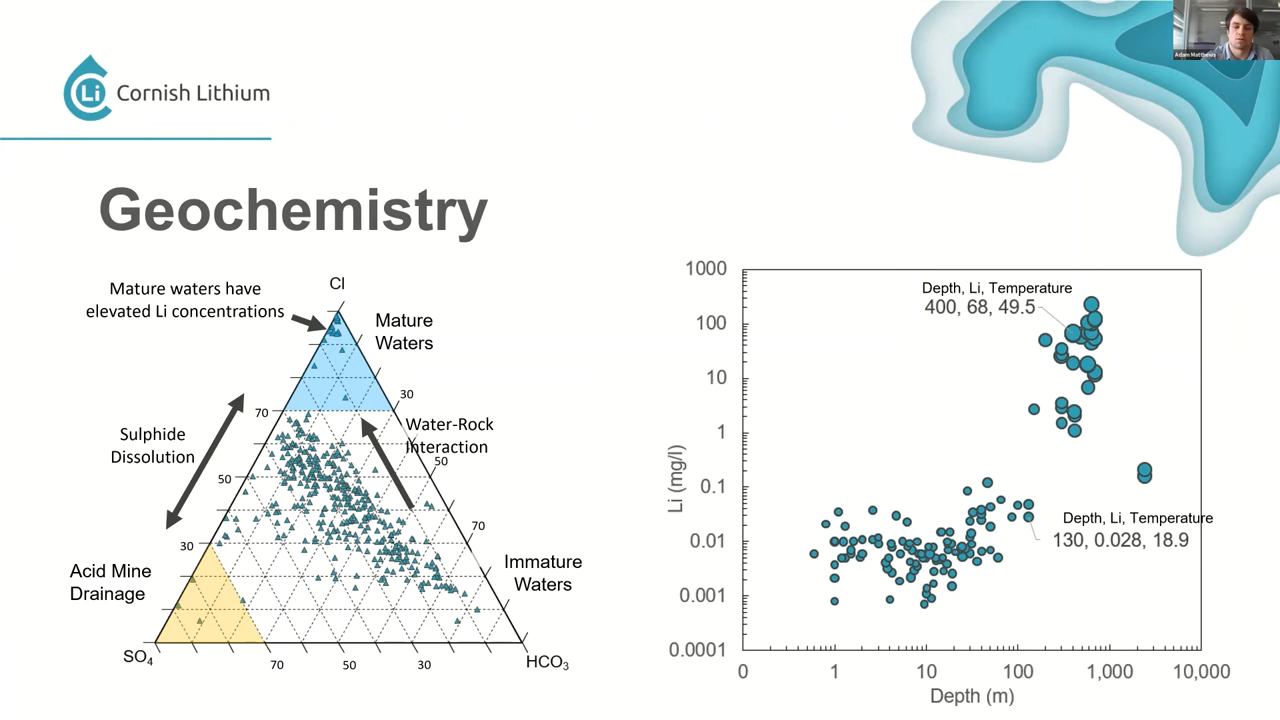 Adam Matthews
Li
Cornish Lithium
Geochemistry
Mature waters have
elevated Li concentrations
Cl
Mature
Waters
30
70
Water-Rock
Interaction
Sulphide
Dissolution
50
50
70
30
Immature
Waters
Acid Mine
Drainage
SO₄
70
50
30
HCO₃
1000
100
10
1
0.1
0.01
0.001
0.0001
Li (mg/l)
Depth, Li, Temperature
400, 68, 49.5
Depth, Li, Temperature
130, 0.028, 18.9
0
1
10
100
1,000
10,000
Depth (m)